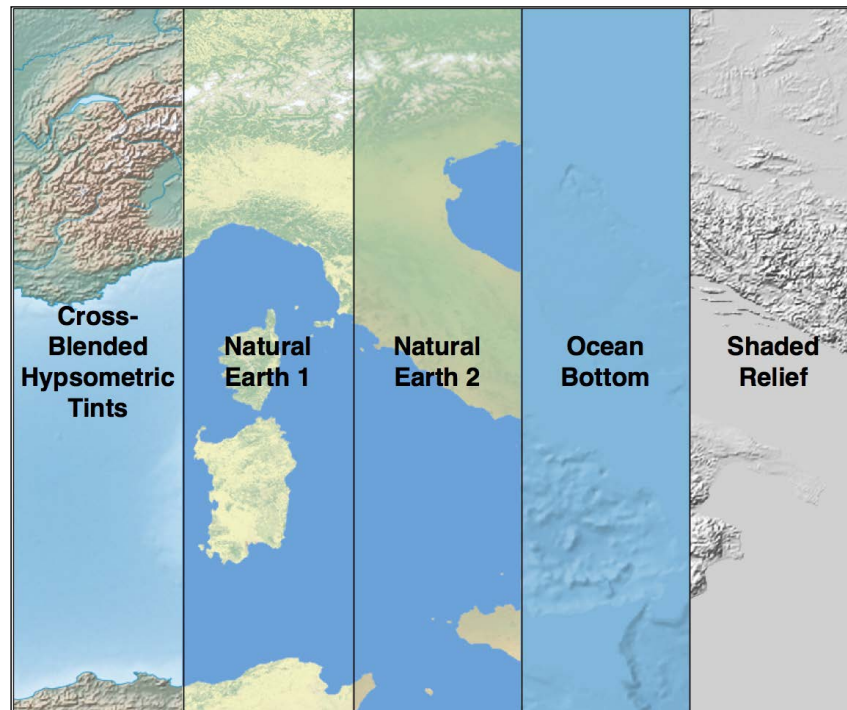 Cross-
Blended
Hypsometric
Tints
Natural
Earth 1
Natural
Earth 2
Ocean
Bottom
Shaded
Relief